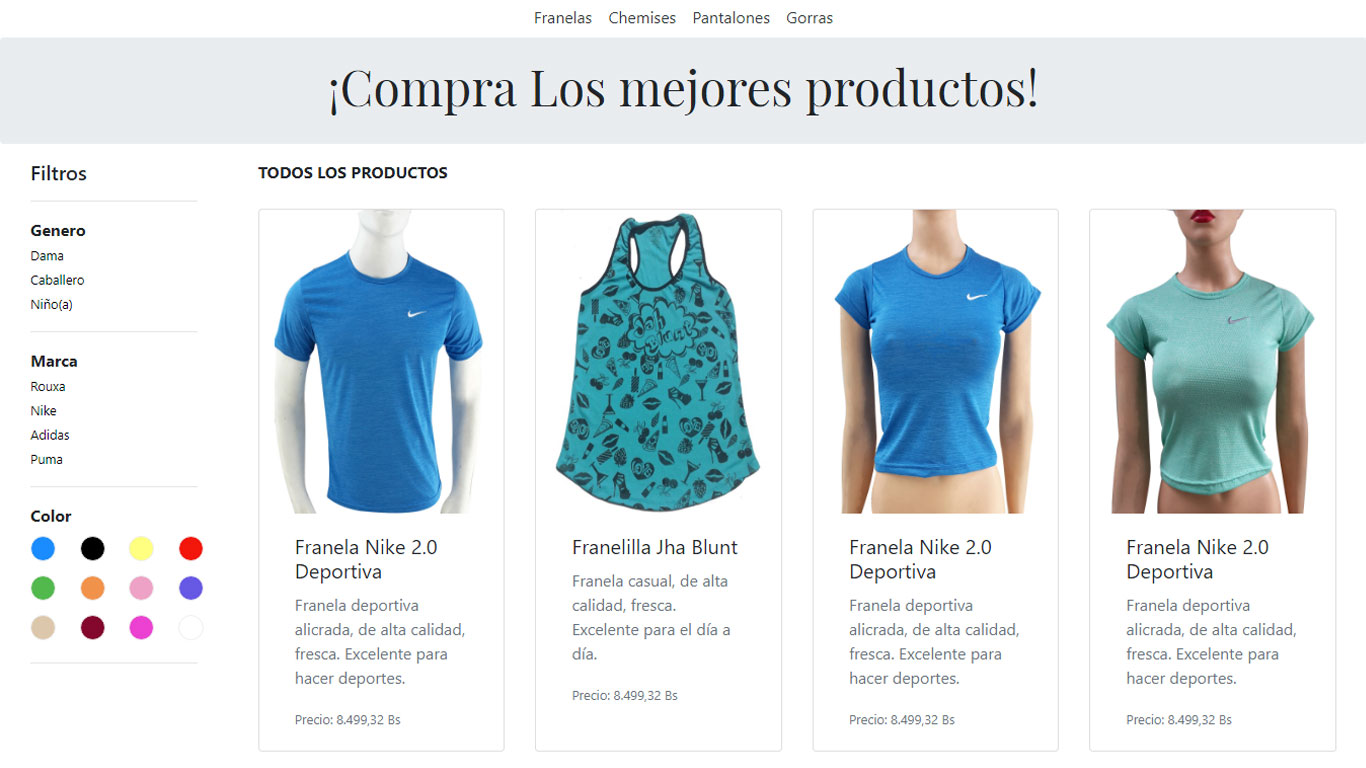 Franelas Chemises Pantalones Gorras
¡Compra Los mejores productos!
Filtros
Genero
Dama
Caballero
Niño(a)
Marca
Rouxa
Nike
Adidas
Puma
Color
TODOS LOS PRODUCTOS
Franela Nike 2.0
Deportiva
Franela deportiva
alicrada, de alta calidad,
fresca. Excelente para
hacer deportes.
Precio: 8.499,32 Bs
Franelilla Jha Blunt
Franela casual, de alta
calidad, fresca.
Excelente para el día a
día.
Precio: 8.499,32 Bs
Franela Nike 2.0
Deportiva
Franela deportiva
alicrada, de alta calidad,
fresca. Excelente para
hacer deportes.
Precio: 8.499,32 Bs
Franela Nike 2.0
Deportiva
Franela deportiva
alicrada, de alta calidad,
fresca. Excelente para
hacer deportes.
Precio: 8.499,32 Bs